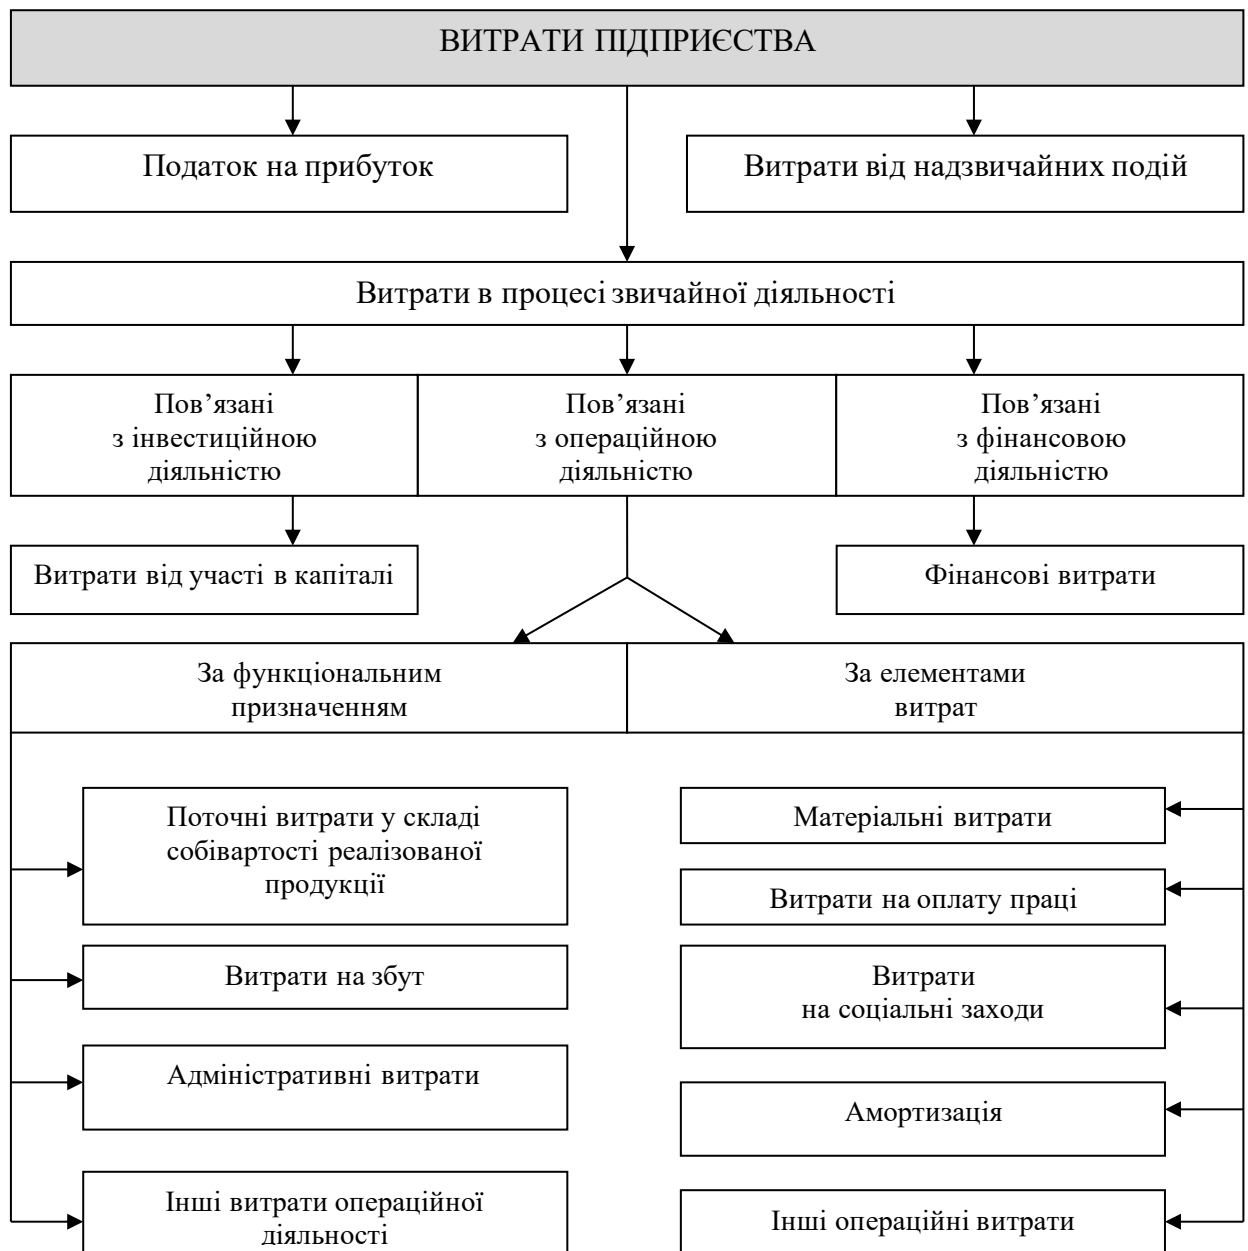 ВИТРАТИ ПІДПРИЄСТВА
Податок на прибуток
Витрати від надзвичайних подій
Витрати в процесі звичайної діяльності
Пов’язані
з інвестиційною
діяльністю
Пов’язані
з операційною
діяльністю
Пов’язані
з фінансовою
діяльністю
Витрати від участі в капіталі
Фінансові витрати
За функціональним
призначенням
За елементами
витрат
Поточні витрати у складі
собівартості реалізованої
продукції
Витрати на збут
Адміністративні витрати
Інші витрати операційної
діяльності
Матеріальні витрати
Витрати на оплату праці
Витрати
на соціальні заходи
Амортизація
Інші операційні витрати